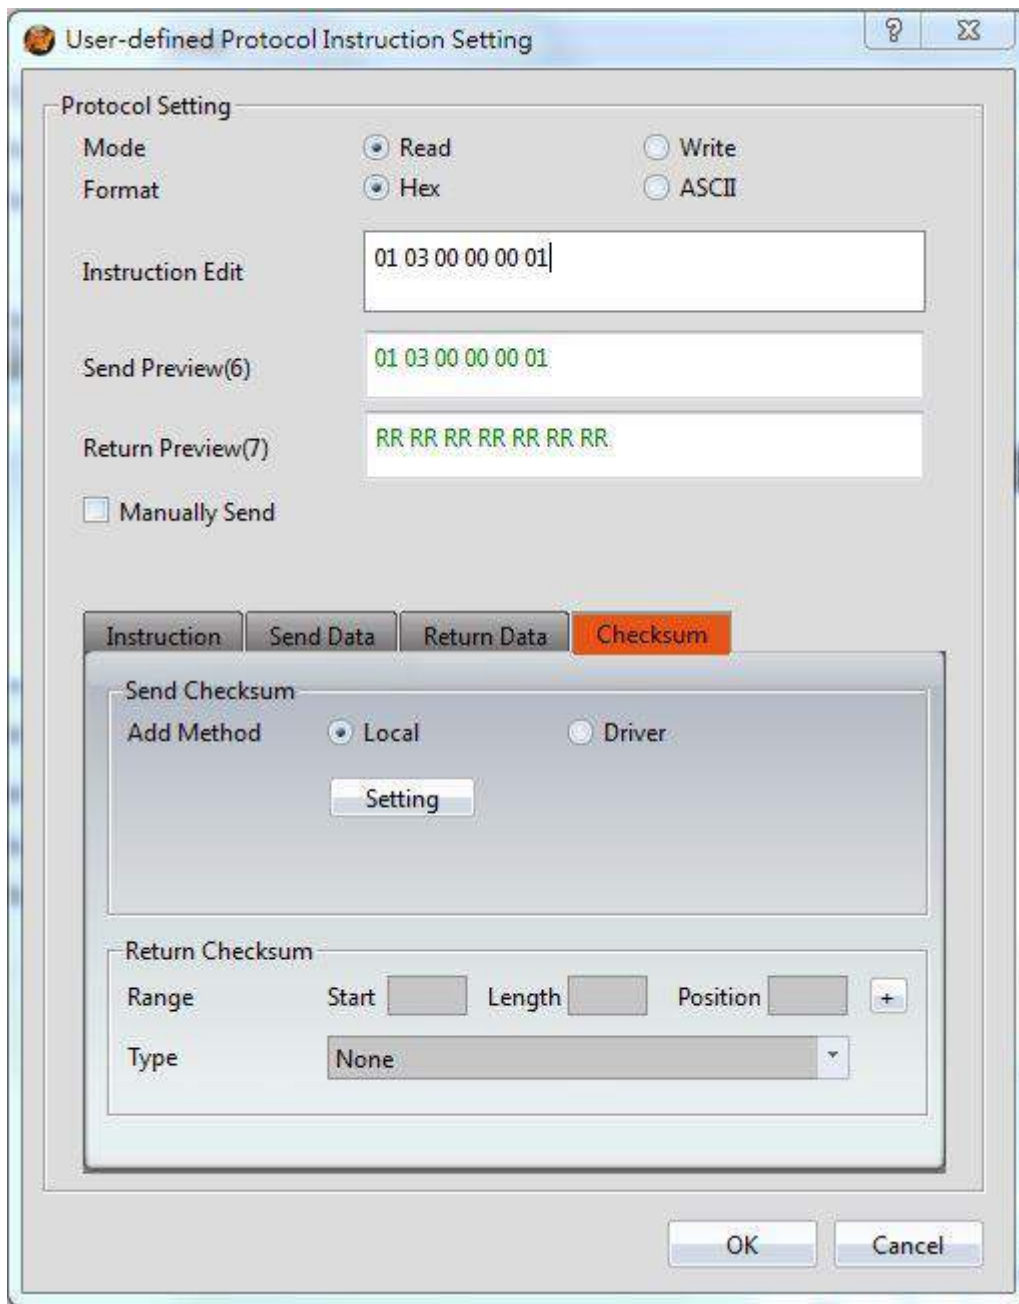 User-defined Protocol Instruction Setting
Protocol Setting
Mode Read Write
Format Hex ASCII
Instruction Edit 01 03 00 00 00 01
Send Preview(6) 01 03 00 00 00 01
Return Preview(7) RR RR RR RR RR RR RR
Manually Send
Instruction Send Data Return Data Checksum
Send Checksum
Add Method Local Driver
Setting
Return Checksum
Range Start Length Position +
Type None
OK Cancel